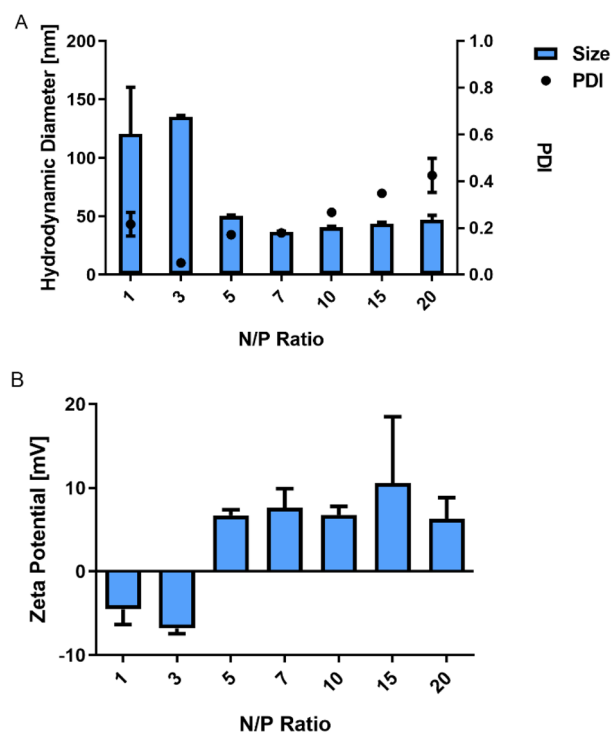 A
Hydrodynamic Diameter [nm]
200
150
100
50
0
1.0
0.8
0.6
0.4
0.2
0.0
PDI
Size
PDI
1 3 5 7 10 15 20
N/P Ratio
B
Zeta Potential [mV]
20
10
0
-10
1 3 5 7 10 15 20
N/P Ratio